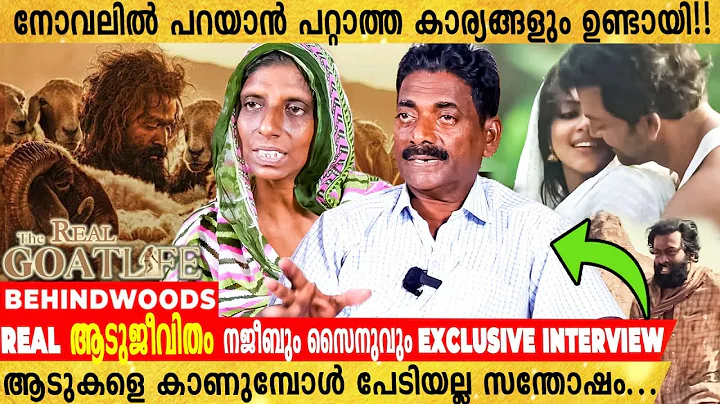 നോവലിൽ പറയാൻ പറ്റാത്ത കാര്യങ്ങളും ഉണ്ടായി!!
The REAL
GOATLIFE
BEHINDWOODS
REAL ആടുജീവിതം നജീബും സൈനുവും EXCLUSIVE INTERVIEW
ആടുകളെ കാണുമ്പോൾ പേടിയല്ല സന്തോഷം...